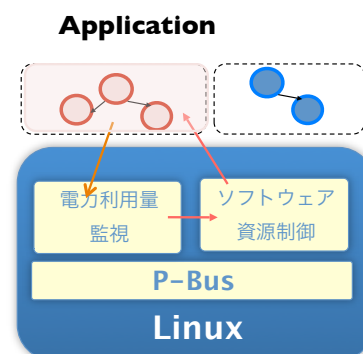 Application
電力利用量
監視
ソフトウェア
資源制御
P-Bus
Linux